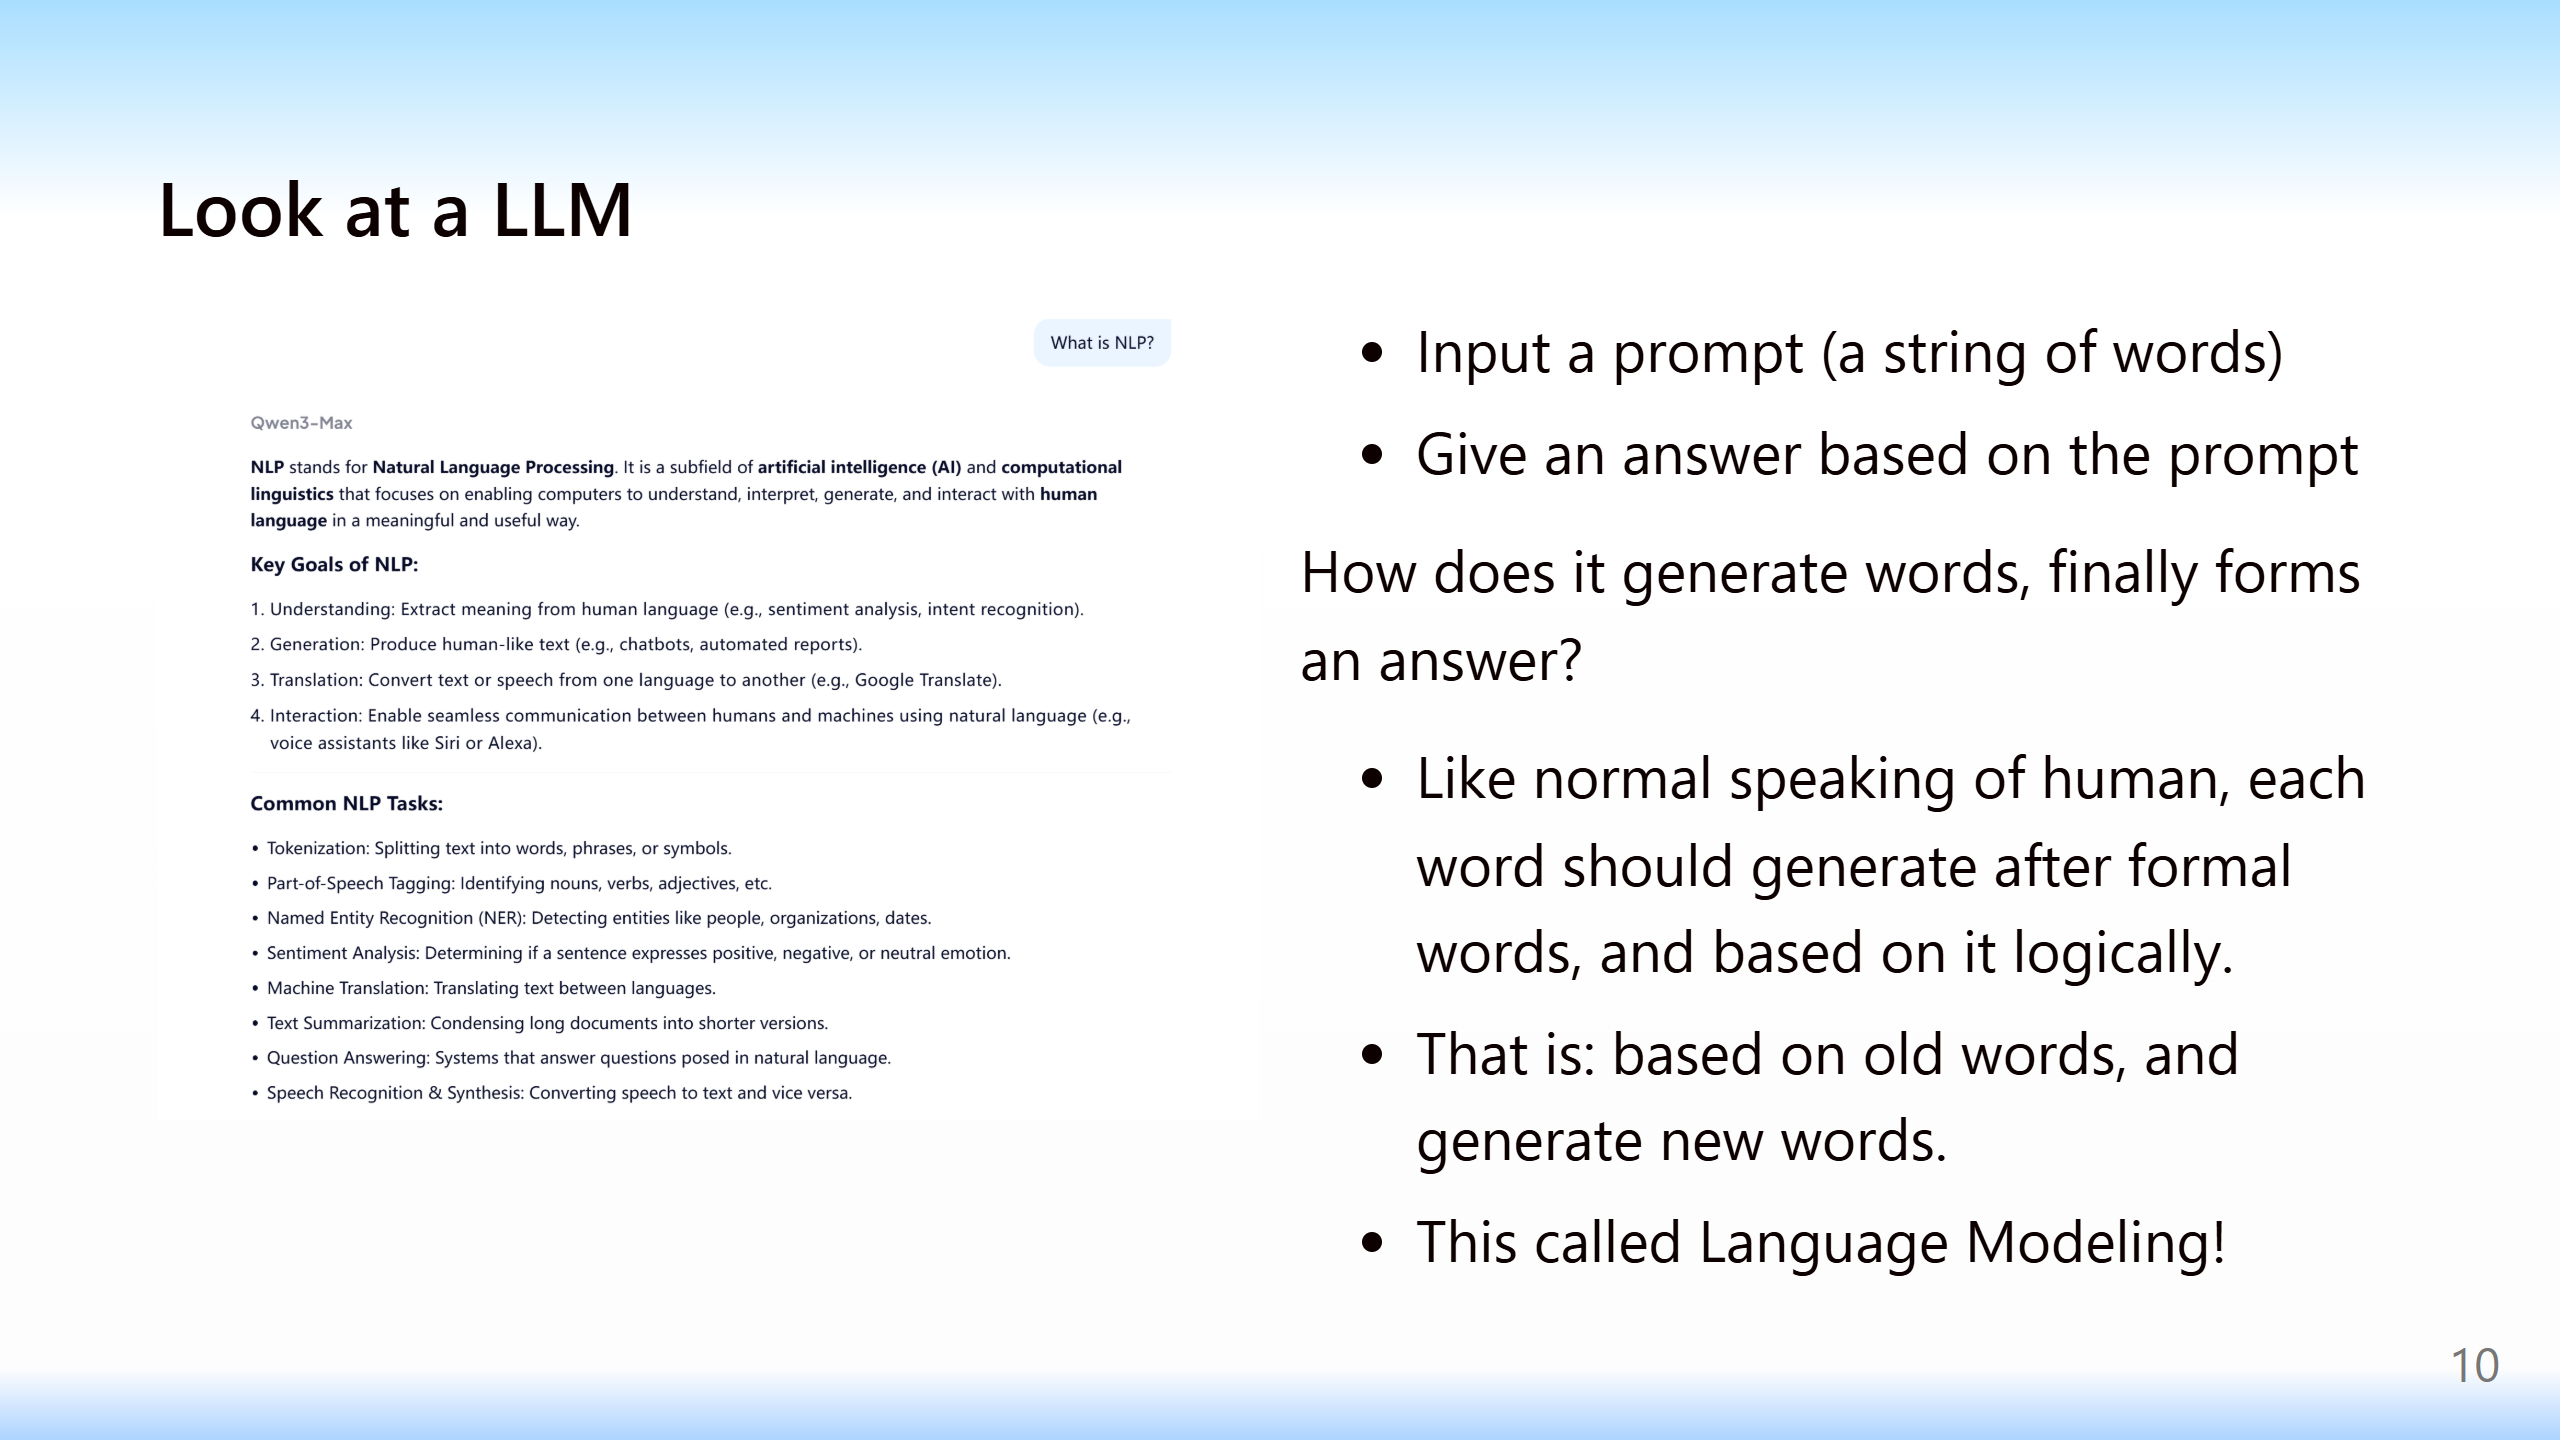 Look at a LLM
What is NLP?
Qwen3-Max
NLP stands for Natural Language Processing. It is a subfield of artificial intelligence (AI) and computational
linguistics that focuses on enabling computers to understand, interpret, generate, and interact with human
language in a meaningful and useful way.
Key Goals of NLP:
1. Understanding: Extract meaning from human language (e.g., sentiment analysis, intent recognition).
2. Generation: Produce human-like text (e.g., chatbots, automated reports).
3. Translation: Convert text or speech from one language to another (e.g., Google Translate).
4. Interaction: Enable seamless communication between humans and machines using natural language (e.g.,
voice assistants like Siri or Alexa).
Common NLP Tasks:
• Tokenization: Splitting text into words, phrases, or symbols.
• Part-of-Speech Tagging: Identifying nouns, verbs, adjectives, etc.
• Named Entity Recognition (NER): Detecting entities like people, organizations, dates.
• Sentiment Analysis: Determining if a sentence expresses positive, negative, or neutral emotion.
• Machine Translation: Translating text between languages.
• Text Summarization: Condensing long documents into shorter versions.
• Question Answering: Systems that answer questions posed in natural language.
• Speech Recognition & Synthesis: Converting speech to text and vice versa.
• Input a prompt (a string of words)
• Give an answer based on the prompt
How does it generate words, finally forms
an answer?
• Like normal speaking of human, each
word should generate after formal
words, and based on it logically.
• That is: based on old words, and
generate new words.
• This called Language Modeling!
10